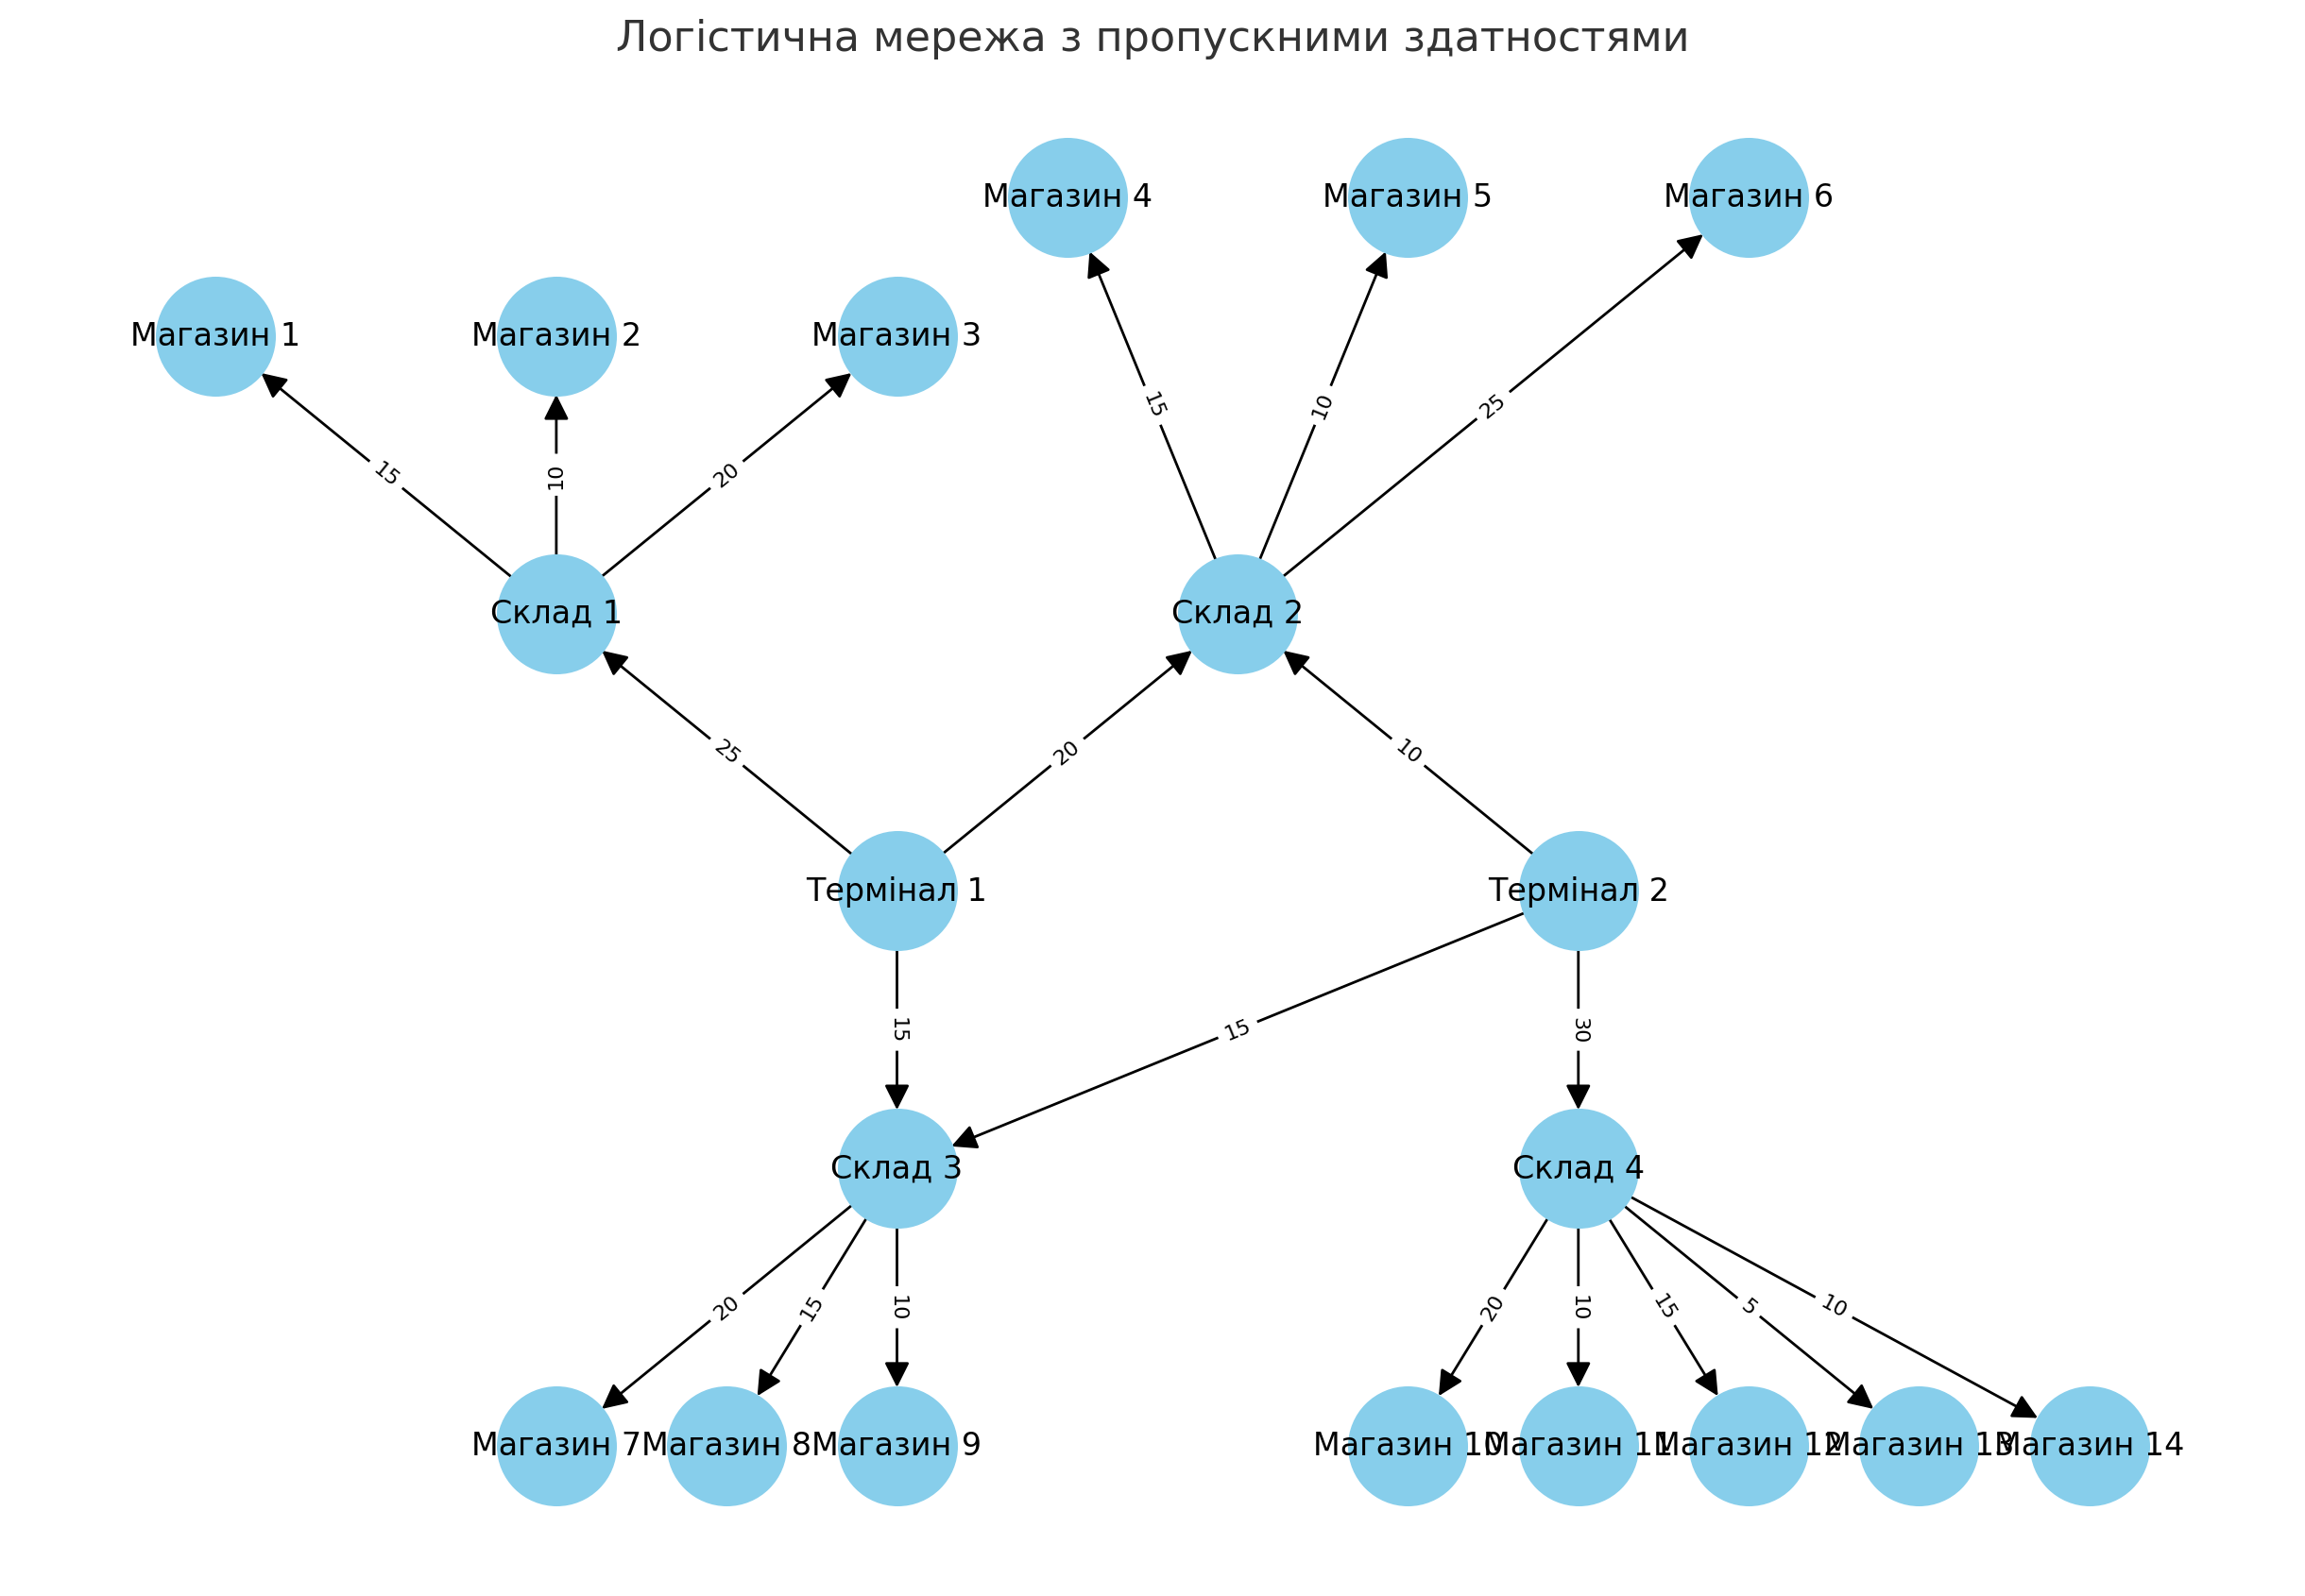 Логістична мережа з пропускними здатностями
Магазин 4
Магазин 5
Магазин 6
Магазин 1
Магазин 2
Магазин 3
15
10
25
15
10
20
Склад 1
Склад 2
25
20
10
Термінал 1
Термінал 2
15
15
30
Склад 3
Склад 4
20
15
10
20
10
15
5
10
Магазин 7
Магазин 8
Магазин 9
Магазин 10
Магазин 11
Магазин 12
Магазин 13
Магазин 14